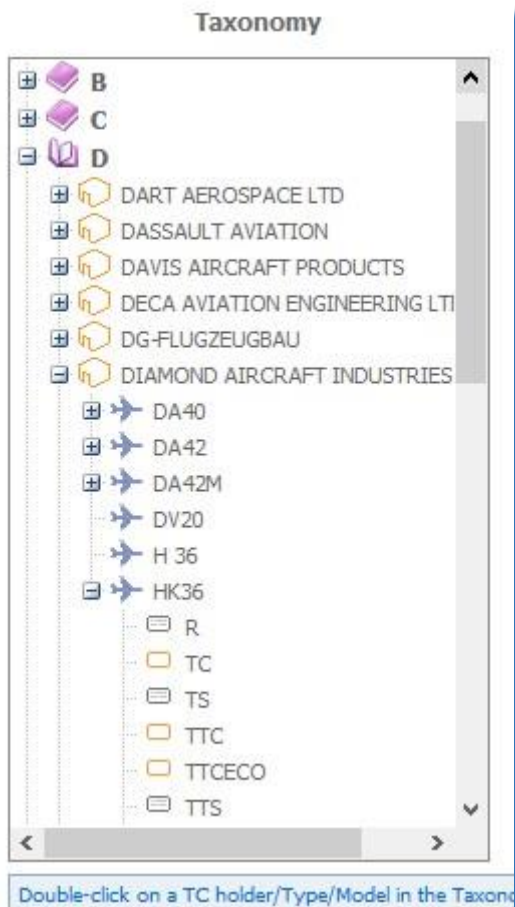 Taxonomy
B
C
D
DART AEROSPACE LTD
DASSAULT AVIATION
DAVIS AIRCRAFT PRODUCTS
DECA AVIATION ENGINEERING LT
DG-FLUGZEUGBAU
DIAMOND AIRCRAFT INDUSTRIES
DA40
DA42
DA42M
DV20
H 36
HK36
R
TC
TS
TTC
TTCECO
TTS
Double-click on a TC holder/Type/Model in the Taxono